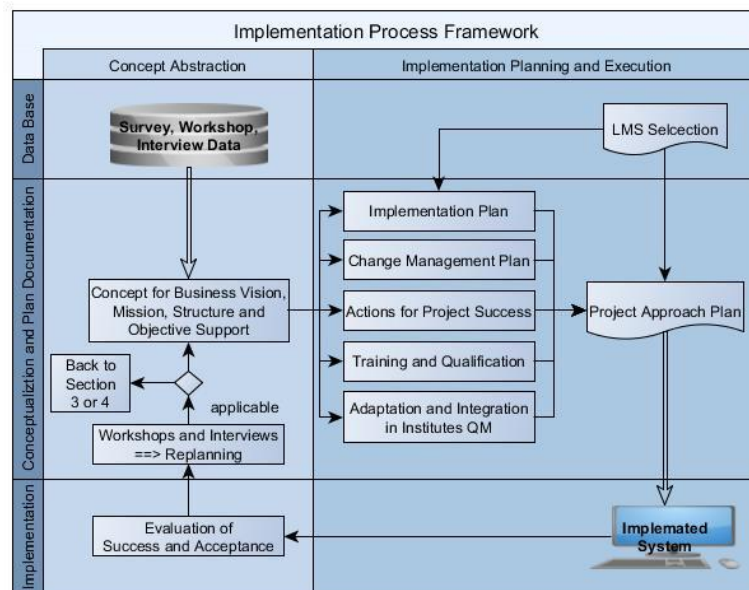 Implementation Process Framework
Concept Abstraction
Implementation Planning and Execution
Data Base
Survey, Workshop,
Interview Data
LMS Selcection
Conceptualiztion and Plan Documentation
Implementation Plan
Change Management Plan
Concept for Business Vision,
Mission, Structure and
Objective Support
Actions for Project Success
Project Approach Plan
Training and Qualification
Back to
Section
3 or 4
applicable
Adaptation and Integration
in Institutes QM
Workshops and Interviews
==> Replanning
Implementation
Evaluation of
Success and Acceptance
Implemated
System